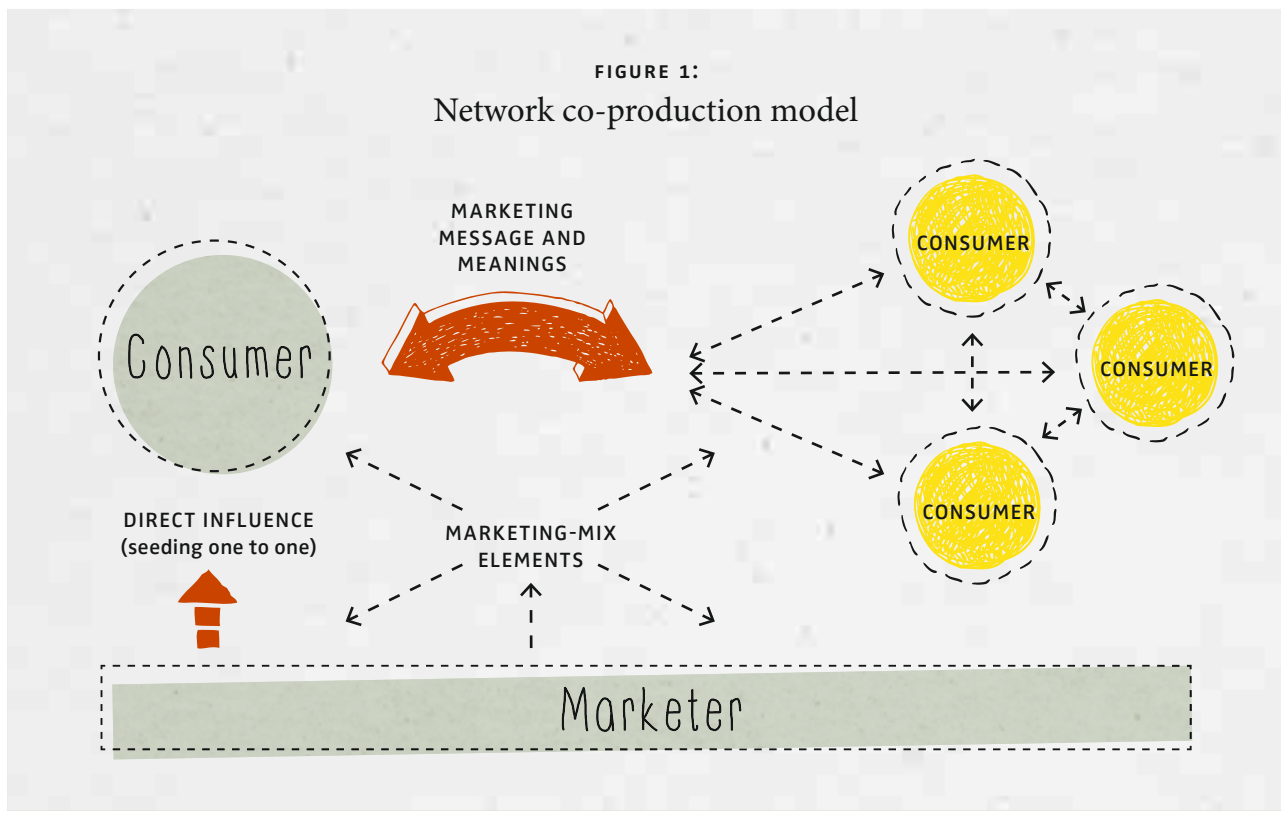 FIGURE 1:
Network co-production model
MARKETING
MESSAGE AND
MEANINGS
Consumer
CONSUMER
CONSUMER
CONSUMER
DIRECT INFLUENCE
(seeding one to one)
MARKETING-MIX
ELEMENTS
Marketer